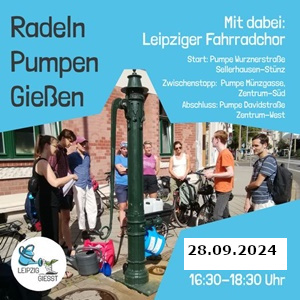 Radeln
Pumpen
Gießen
Mit dabei:
Leipziger Fahrradchor
Start: Pumpe Wurznerstraße
Sellerhausen-Stünz
Zwischenstopp: Pumpe Münzgasse,
Zentrum-Süd
Abschluss: Pumpe Davidstraße
Zentrum-West
LEIPZIG
GIESST
28.09.2024
16:30-18:30 Uhr